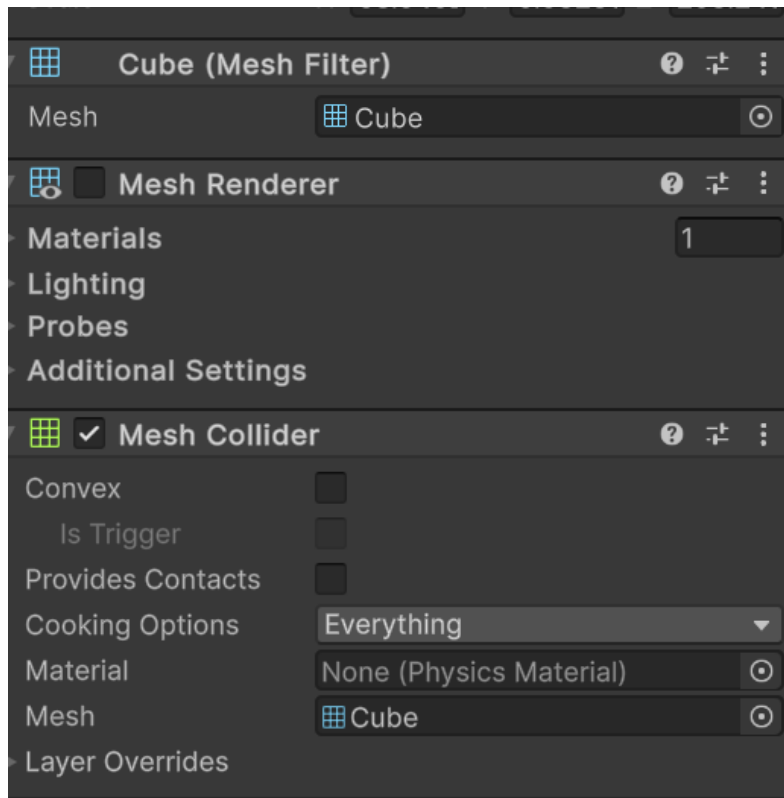 Cube (Mesh Filter)
Mesh Cube
Mesh Renderer
Materials 1
Lighting
Probes
Additional Settings
Mesh Collider
Convex
Is Trigger
Provides Contacts
Cooking Options Everything
Material None (Physics Material)
Mesh Cube
Layer Overrides